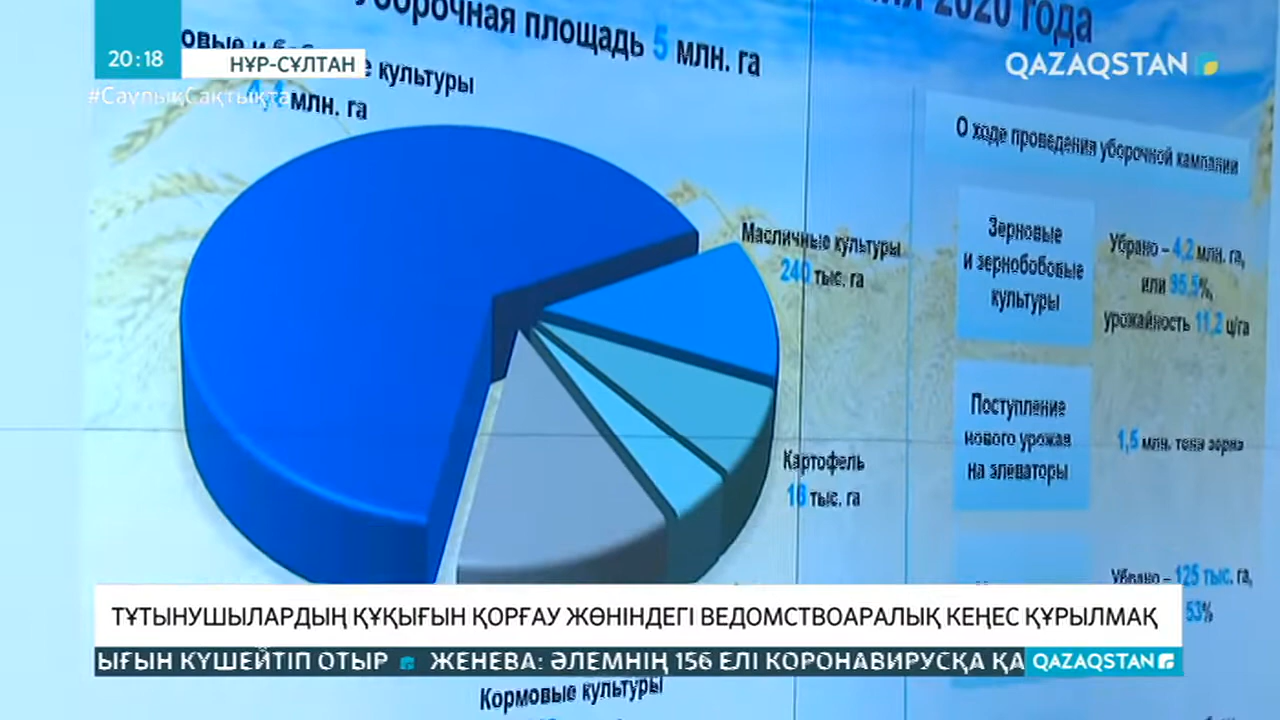 уборочная площадь 5 млн. га
2020 года
20:18
НҰР-СҰЛТАН
культуры
млн. га
#СаулықСақтықта
QAZAQSTAN
О ходе проведения уборочной кампании
Масличные культуры
240 тыс. га
Зерновые
и зернобобовые
культуры
Убрано – 4,2 млн. га,
или 95,5%,
урожайность 11,2 ц/га
Поступление
нового урожая
на элеваторы
1,5 млн. тонн зерна
Картофель
16 тыс. га
Убрано – 125 тыс. га,
53%
ТҰТЫНУШЫЛАРДЫҢ ҚҰҚЫҒЫН ҚОРҒАУ ЖӨНІНДЕГІ ВЕДОМСТВОАРАЛЫҚ КЕҢЕС ҚҰРЫЛМАҚ
ЫҒЫН КҮШЕЙТІП ОТЫР ЖЕНЕВА: ӘЛЕМНІҢ 156 ЕЛІ КОРОНАВИРУСҚА ҚА
QAZAQSTAN
Кормовые культуры